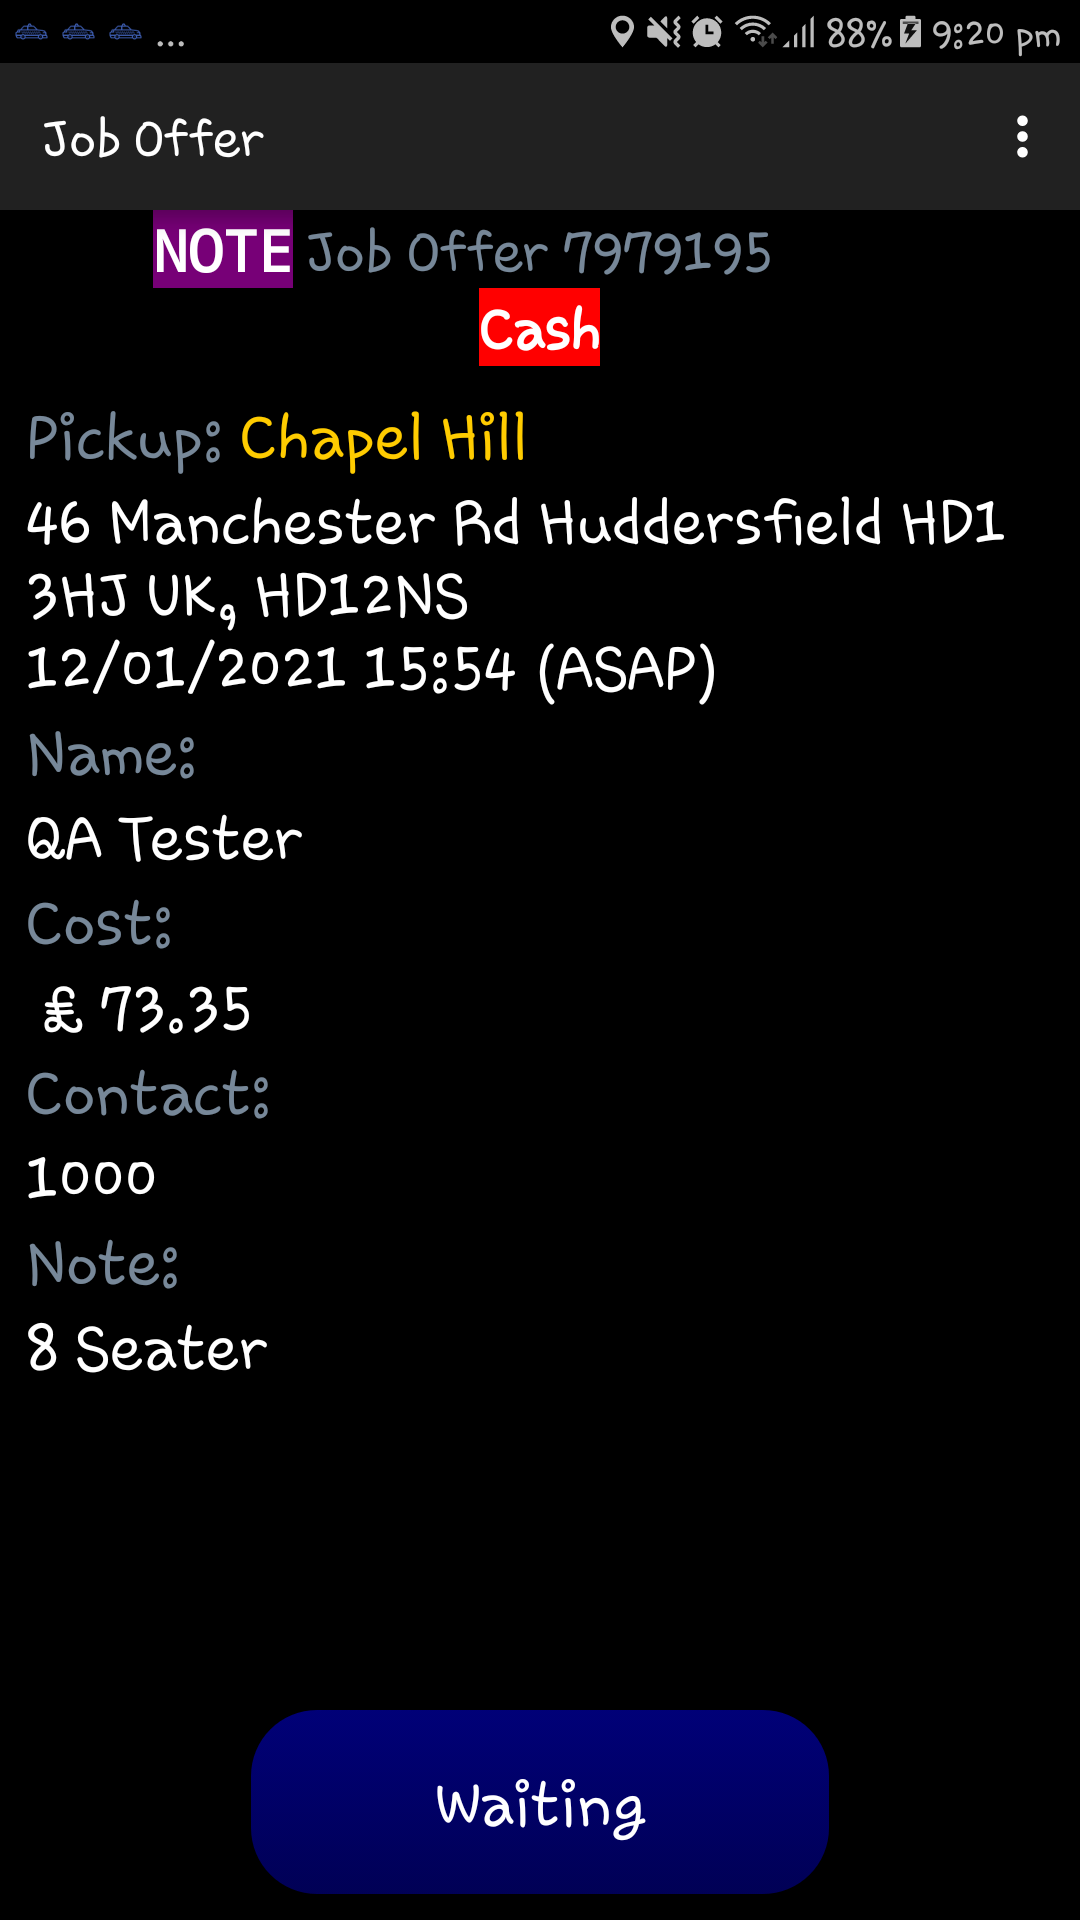 ... 88% 9:20 pm
Job Offer
NOTE Job Offer 7979195
Cash
Pickup: Chapel Hill
46 Manchester Rd Huddersfield HD1
3HJ UK, HD12NS
12/01/2021 15:54 (ASAP)
Name:
QA Tester
Cost:
£ 73.35
Contact:
1000
Note:
8 Seater
Waiting